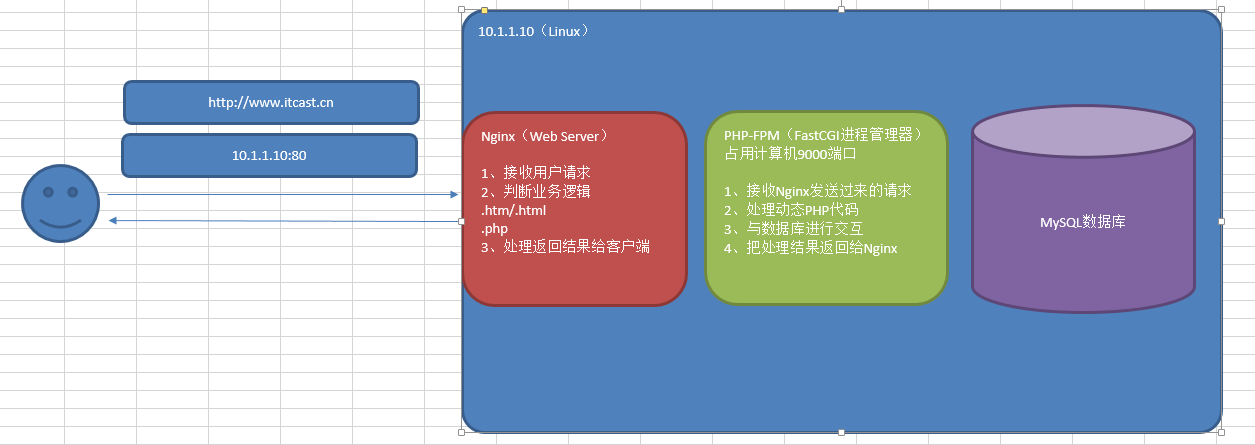 10.1.1.10（Linux）
http://www.itcast.cn
10.1.1.10:80
Nginx（Web Server）
1、接收用户请求
2、判断业务逻辑
.htm/.html
.php
3、处理返回结果给客户端
PHP-FPM（FastCGI进程管理器）
占用计算机9000端口
1、接收Nginx发送过来的请求
2、处理动态PHP代码
3、与数据库进行交互
4、把处理结果返回给Nginx
MySQL数据库